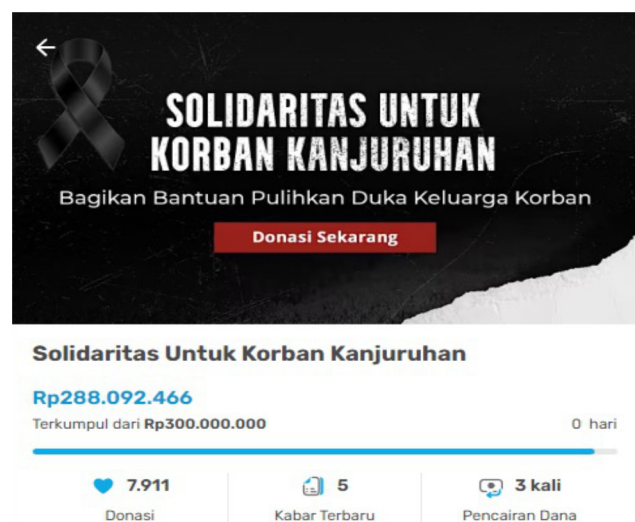 SOLIDARITAS UNTUK
KORBAN KANJURUHAN
Bagikan Bantuan Pulihkan Duka Keluarga Korban
Donasi Sekarang
Solidaritas Untuk Korban Kanjuruhan
Rp288.092.466
Terkumpul dari Rp300.000.000 0 hari
7.911 5 3 kali
Donasi Kabar Terbaru Pencairan Dana